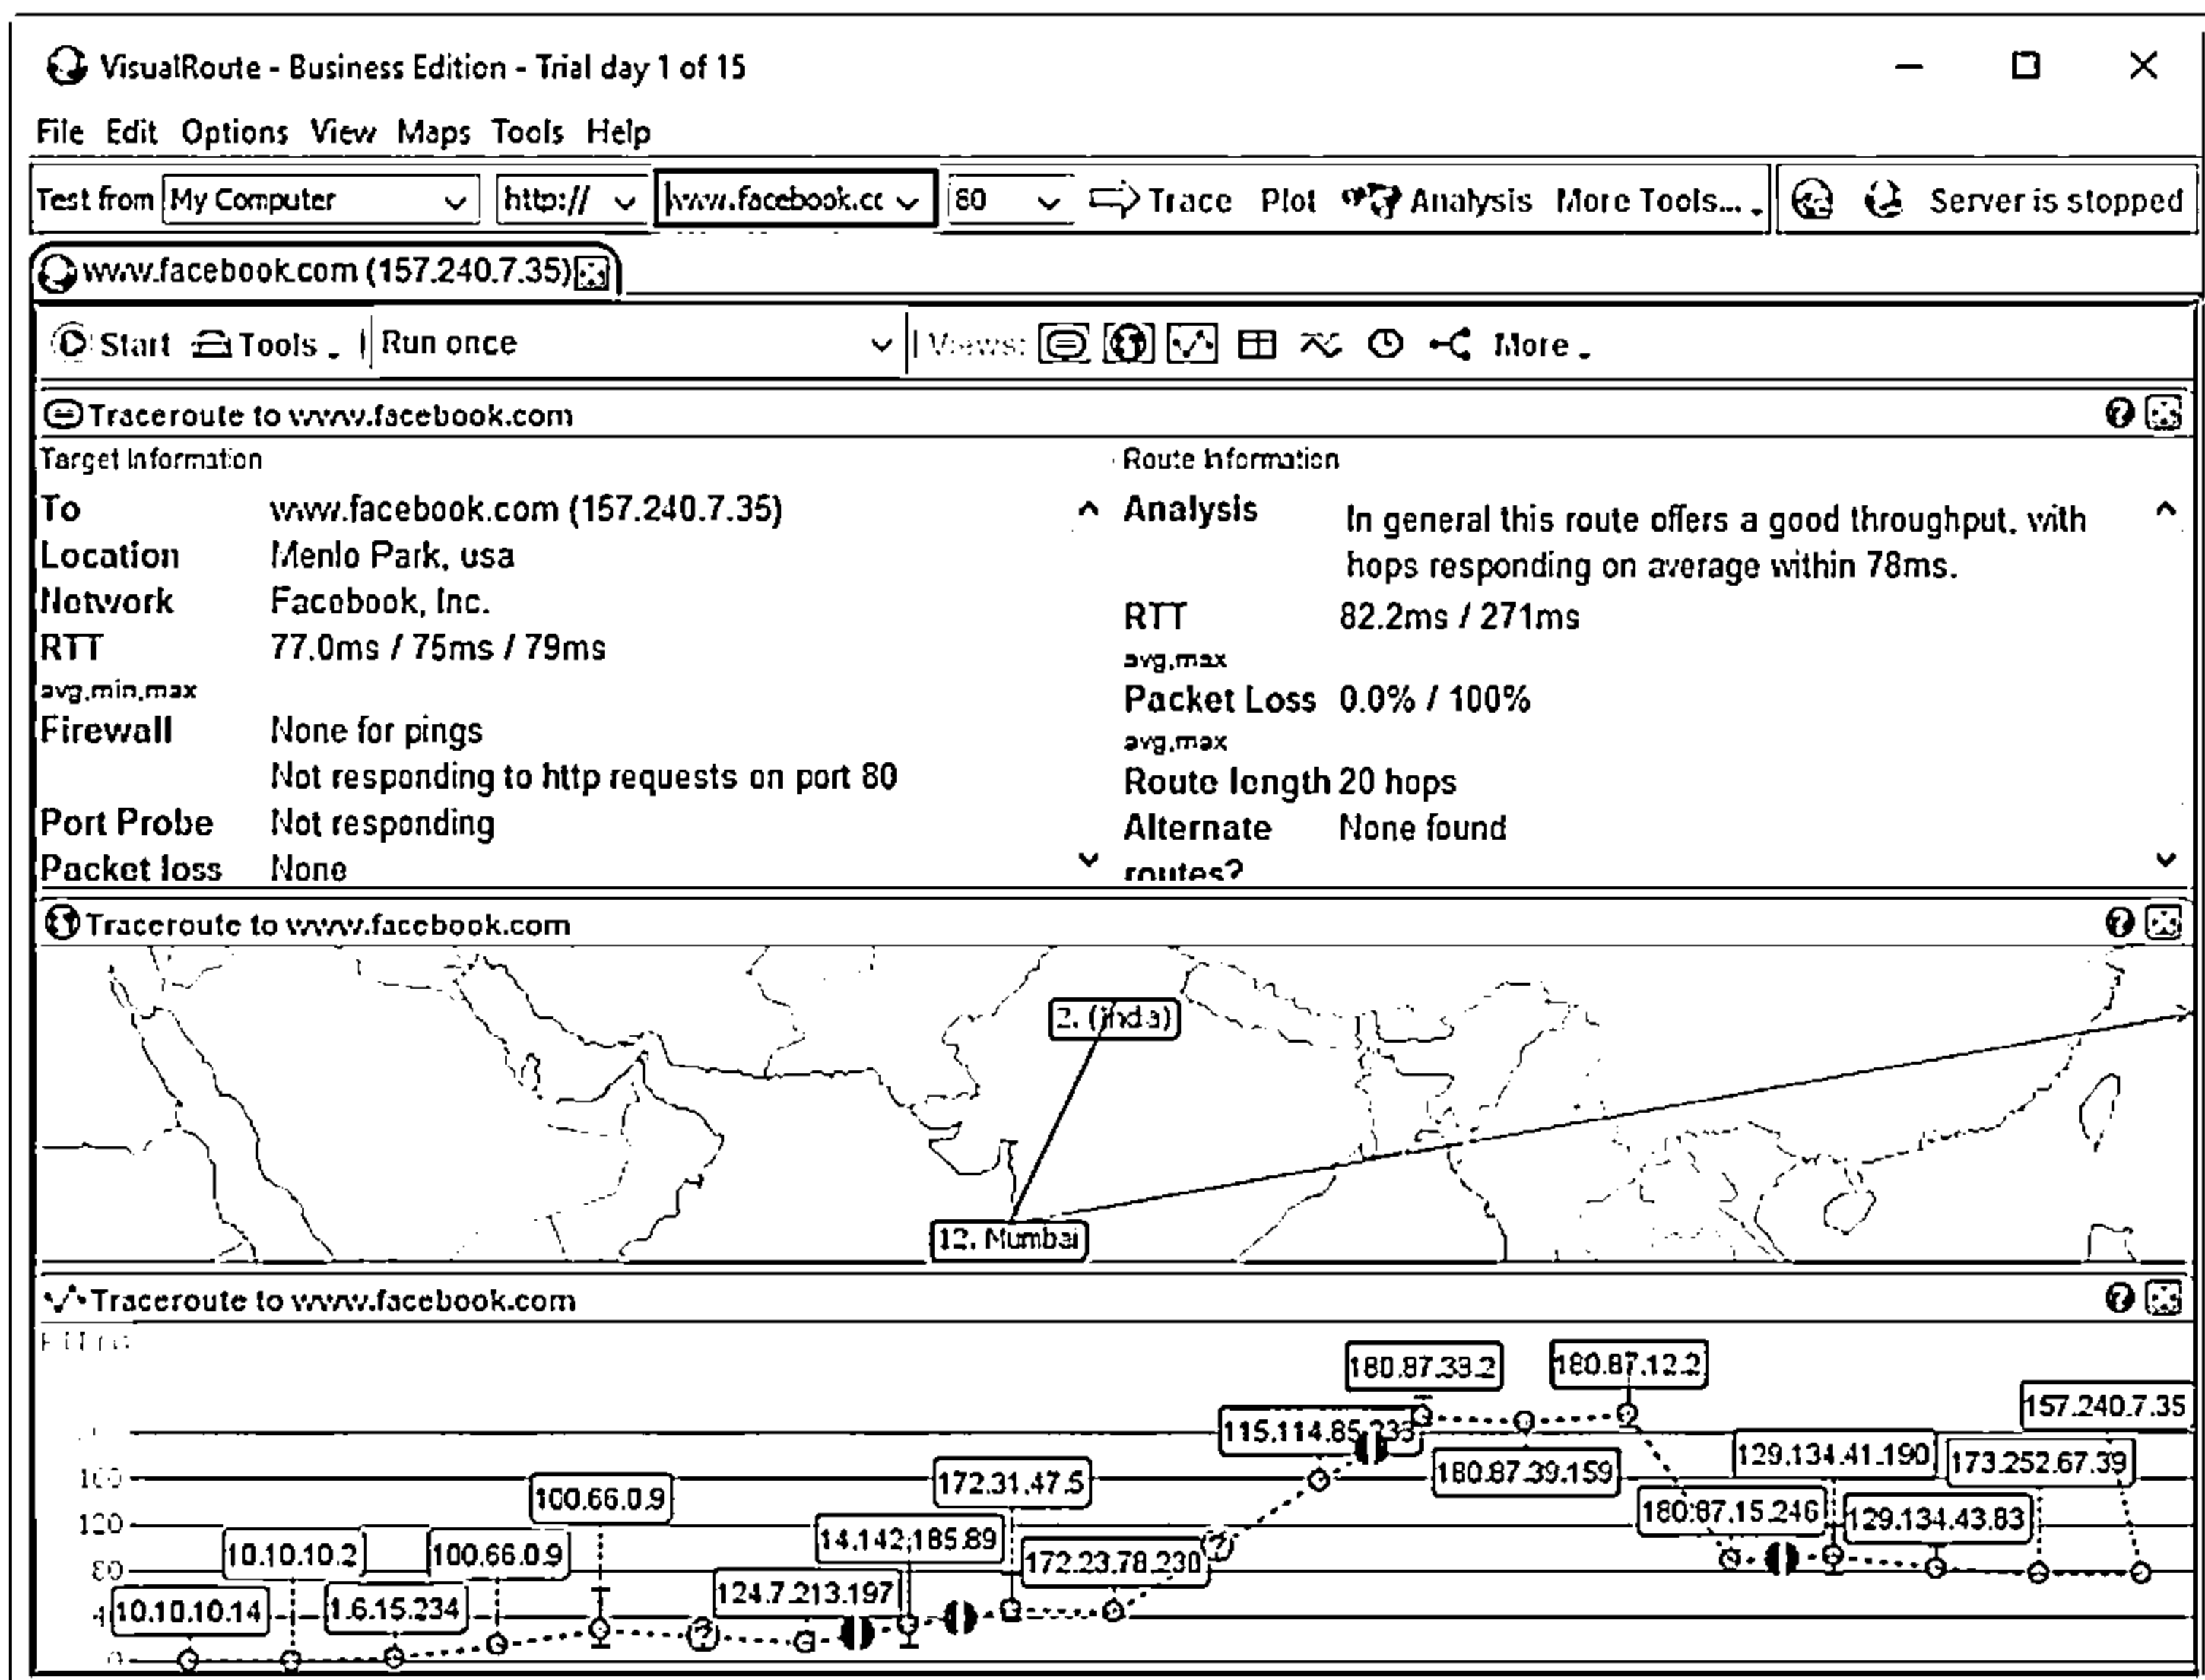 VisualRoute - Business Edition - Trial day 1 of 15
File Edit Options View Maps Tools Help
Test from My Computer http:// www.facebook.cc 80 Trace Plot Analysis More Tools... Server is stopped
www.facebook.com (157.240.7.35)
Start Tools Run once Views: More
Traceroute to www.facebook.com
Target Information
To www.facebook.com (157.240.7.35)
Location Menlo Park, usa
Network Facebook, Inc.
RTT 77.0ms / 75ms / 79ms
avg,min,max
Firewall None for pings
Not responding to http requests on port 80
Port Probe Not responding
Packet loss None
Route Information
Analysis In general this route offers a good throughput, with
hops responding on average within 78ms.
RTT 82.2ms / 271ms
avg,max
Packet Loss 0.0% / 100%
avg,max
Route length 20 hops
Alternate None found
routes?
Traceroute to www.facebook.com
2. (india)
12. Mumbai
Traceroute to www.facebook.com
180.87.38.2 180.87.12.2
157.240.7.35
115.114.85.233
129.134.41.190 173.252.67.39
160 172.31.47.5 180.87.39.159
100.66.0.9
120 14.142.185.89 180.87.15.246 129.134.43.83
10.10.10.2 100.66.0.9 172.23.78.230
80
124.7.213.197
10.10.10.14 1.6.15.234
0